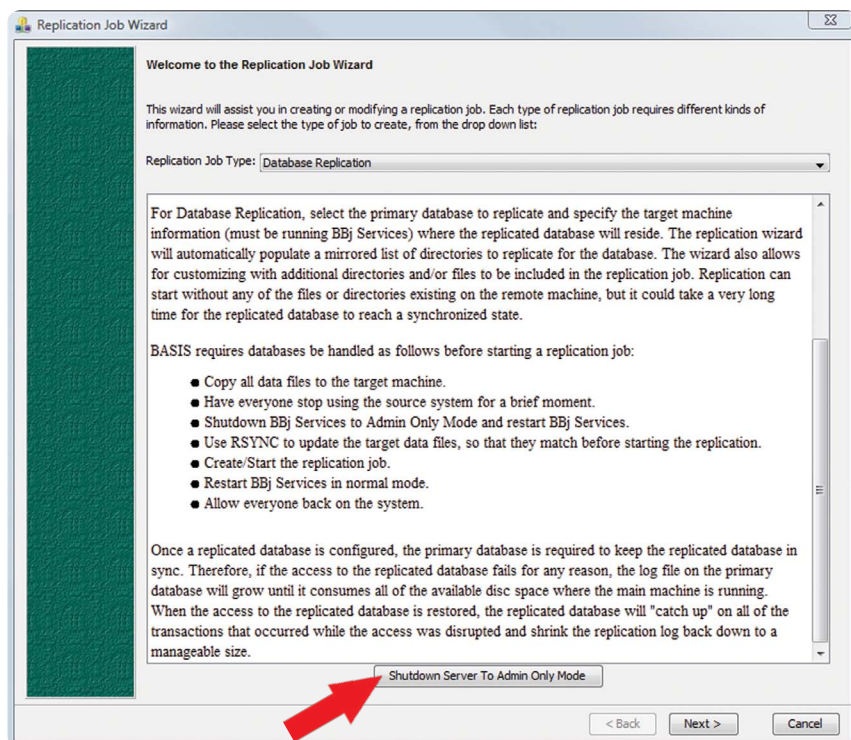 Replication Job Wizard
Welcome to the Replication Job Wizard
This wizard will assist you in creating or modifying a replication job. Each type of replication job requires different kinds of
information. Please select the type of job to create, from the drop down list:
Replication Job Type: Database Replication
For Database Replication, select the primary database to replicate and specify the target machine
information (must be running BBj Services) where the replicated database will reside. The replication wizard
will automatically populate a mirrored list of directories to replicate for the database. The wizard also allows
for customizing with additional directories and/or files to be included in the replication job. Replication can
start without any of the files or directories existing on the remote machine, but it could take a very long
time for the replicated database to reach a synchronized state.
BASIS requires databases be handled as follows before starting a replication job:
● Copy all data files to the target machine.
● Have everyone stop using the source system for a brief moment.
● Shutdown BBj Services to Admin Only Mode and restart BBj Services.
● Use RSYNC to update the target data files, so that they match before starting the replication.
● Create/Start the replication job.
● Restart BBj Services in normal mode.
● Allow everyone back on the system.
Once a replicated database is configured, the primary database is required to keep the replicated database in
sync. Therefore, if the access to the replicated database fails for any reason, the log file on the primary
database will grow until it consumes all of the available disc space where the main machine is running.
When the access to the replicated database is restored, the replicated database will "catch up" on all of the
transactions that occurred while the access was disrupted and shrink the replication log back down to a
manageable size.
Shutdown Server To Admin Only Mode
< Back
Next >
Cancel